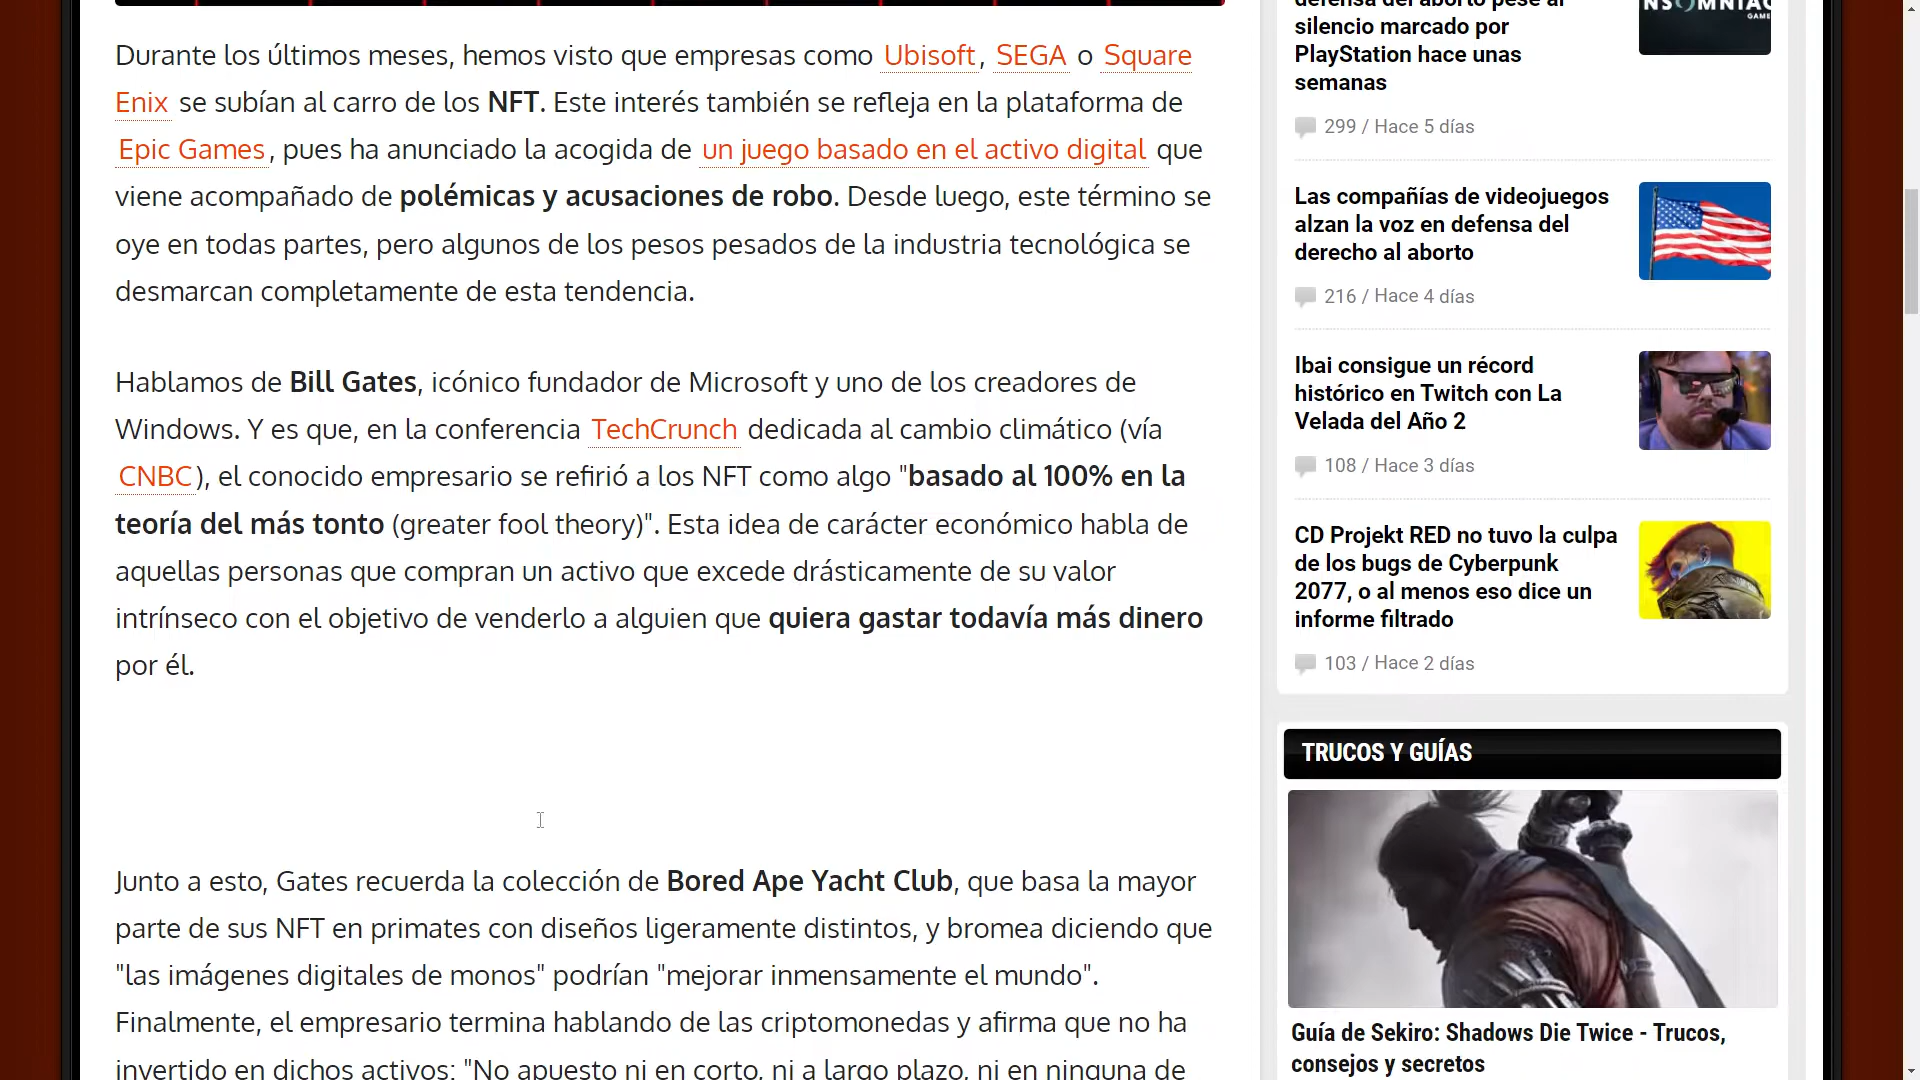 Durante los últimos meses, hemos visto que empresas como Ubisoft, SEGA o Square
Enix se subían al carro de los NFT. Este interés también se refleja en la plataforma de
Epic Games, pues ha anunciado la acogida de un juego basado en el activo digital que
viene acompañado de polémicas y acusaciones de robo. Desde luego, este término se
oye en todas partes, pero algunos de los pesos pesados de la industria tecnológica se
desmarcan completamente de esta tendencia.
Hablamos de Bill Gates, icónico fundador de Microsoft y uno de los creadores de
Windows. Y es que, en la conferencia TechCrunch dedicada al cambio climático (vía
CNBC), el conocido empresario se refirió a los NFT como algo "basado al 100% en la
teoría del más tonto (greater fool theory)". Esta idea de carácter económico habla de
aquellas personas que compran un activo que excede drásticamente de su valor
intrínseco con el objetivo de venderlo a alguien que quiera gastar todavía más dinero
por él.
Junto a esto, Gates recuerda la colección de Bored Ape Yacht Club, que basa la mayor
parte de sus NFT en primates con diseños ligeramente distintos, y bromea diciendo que
"las imágenes digitales de monos" podrían "mejorar inmensamente el mundo".
Finalmente, el empresario termina hablando de las criptomonedas y afirma que no ha
invertido en dichos activos: "No apuesto ni en corto, ni a largo plazo, ni en ninguna de
defensa del aborto pese al
silencio marcado por
PlayStation hace unas
semanas
299 / Hace 5 días
Las compañías de videojuegos
alzan la voz en defensa del
derecho al aborto
216 / Hace 4 días
Ibai consigue un récord
histórico en Twitch con La
Velada del Año 2
108 / Hace 3 días
CD Projekt RED no tuvo la culpa
de los bugs de Cyberpunk
2077, o al menos eso dice un
informe filtrado
103 / Hace 2 días
TRUCOS Y GUÍAS
Guía de Sekiro: Shadows Die Twice - Trucos,
consejos y secretos